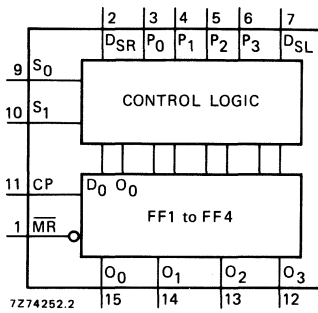 2 3 4 5 6 7
DSR P0 P1 P2 P3 DSL
9 S0
CONTROL LOGIC
10 S1
D0 O0
11 CP
FF1 to FF4
1 MR
O0 O1 O2 O3
7Z74252.2 15 14 13 12